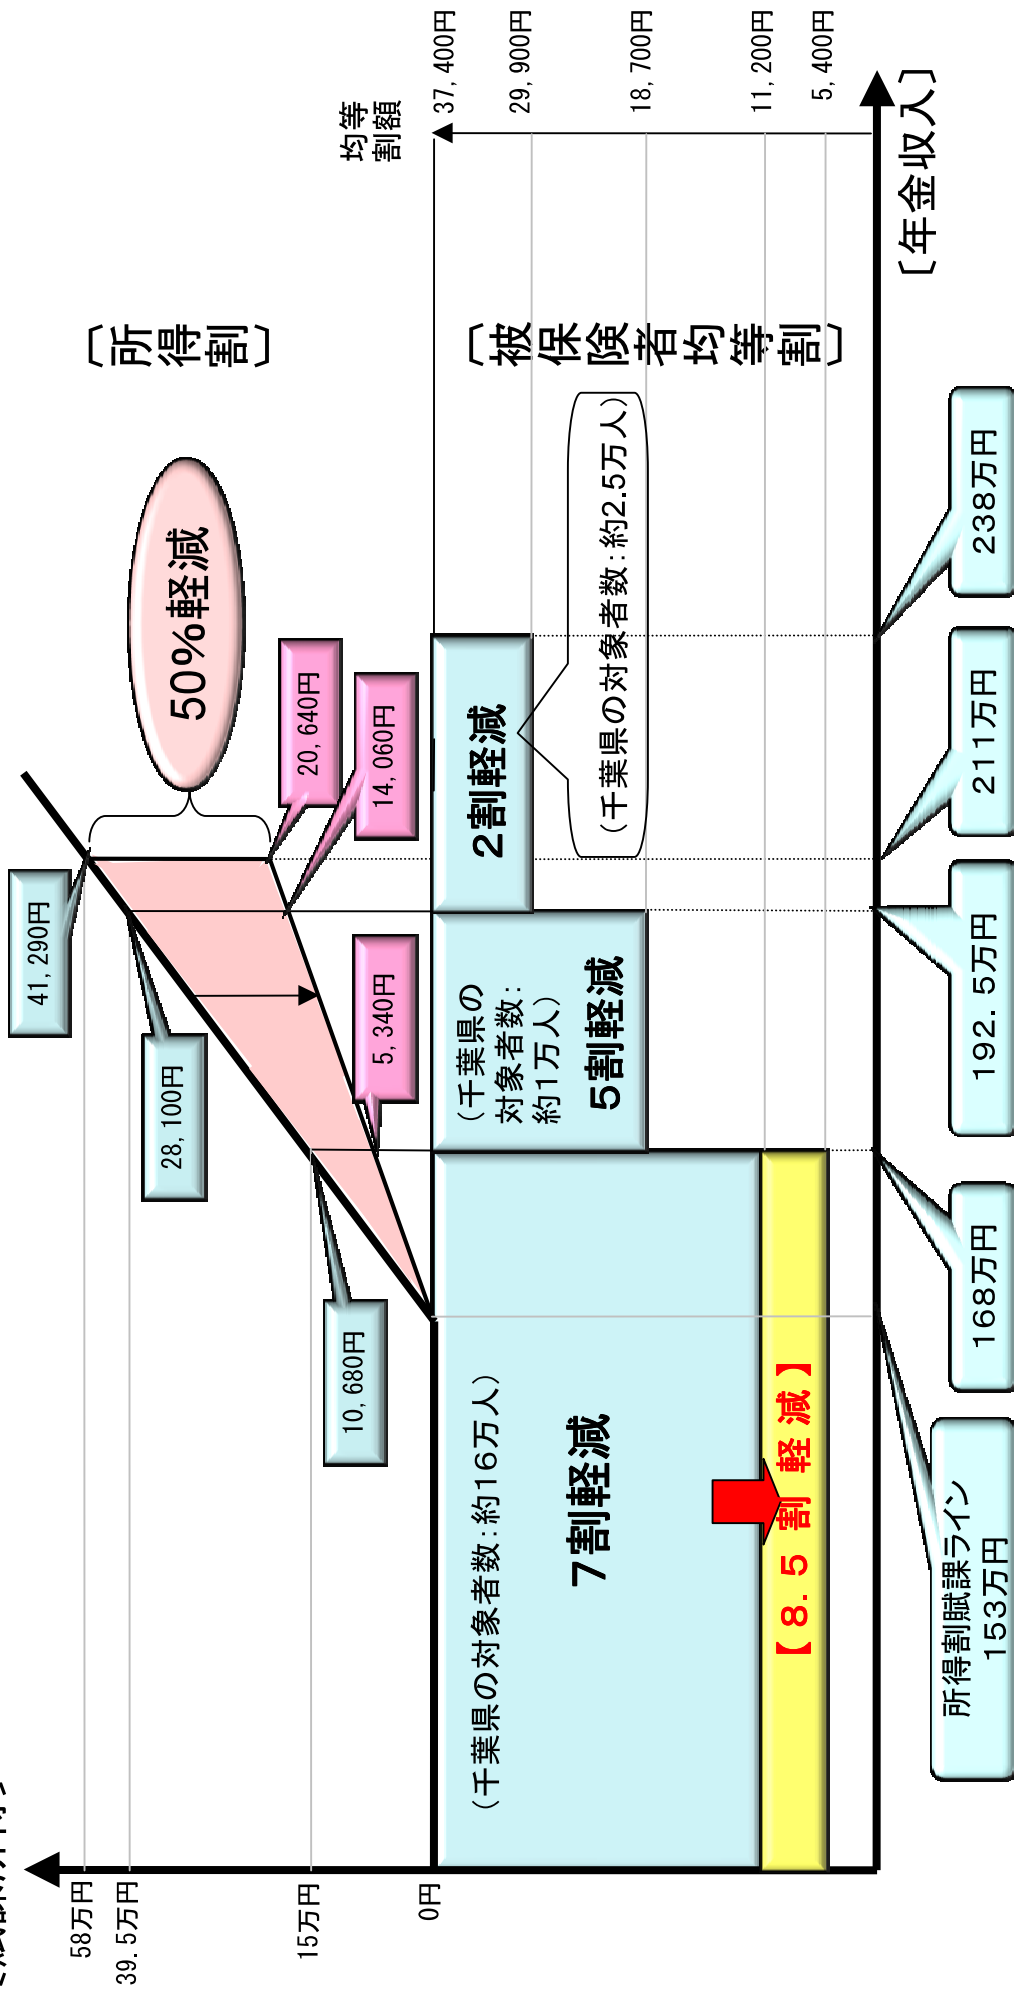 58万円
39.5万円
15万円
0円
〔所得割〕
50％軽減
41,290円
28,100円
10,680円
20,640円
14,060円
5,340円
均等
割額
37,400円
29,900円
18,700円
11,200円
5,400円
〔被保険者均等割〕
（千葉県の対象者数：約16万人）
7割軽減
【8.5 割 軽 減】
（千葉県の
対象者数：
約1万人）
5割軽減
2割軽減
（千葉県の対象者数：約2.5万人）
〔年金収入〕
所得割賦課ライン
153万円
168万円
192.5万円
211万円
238万円